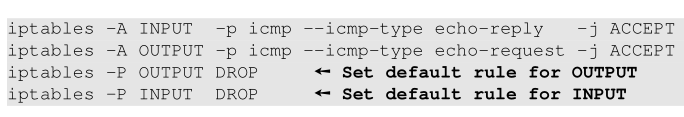 iptables -A INPUT  -p icmp --icmp-type echo-reply   -j ACCEPT
iptables -A OUTPUT -p icmp --icmp-type echo-request -j ACCEPT
iptables -P OUTPUT DROP     ← Set default rule for OUTPUT
iptables -P INPUT  DROP     ← Set default rule for INPUT